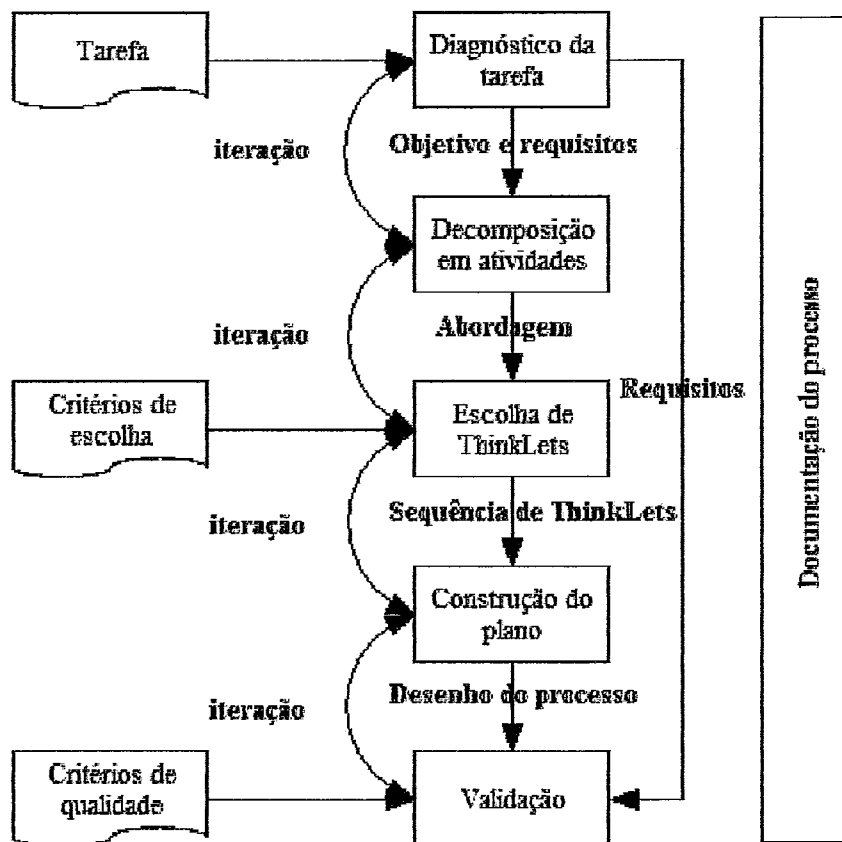 Tarefa
Diagnóstico da
tarefa
iteração
Objetivo e requisitos
Decomposição
em atividades
iteração
Abordagem
Requisitos
Critérios de
escolha
Escolha de
ThinkLets
iteração
Sequência de ThinkLets
Construção do
plano
iteração
Desenho do processo
Critérios de
qualidade
Validação
Documentação do processo